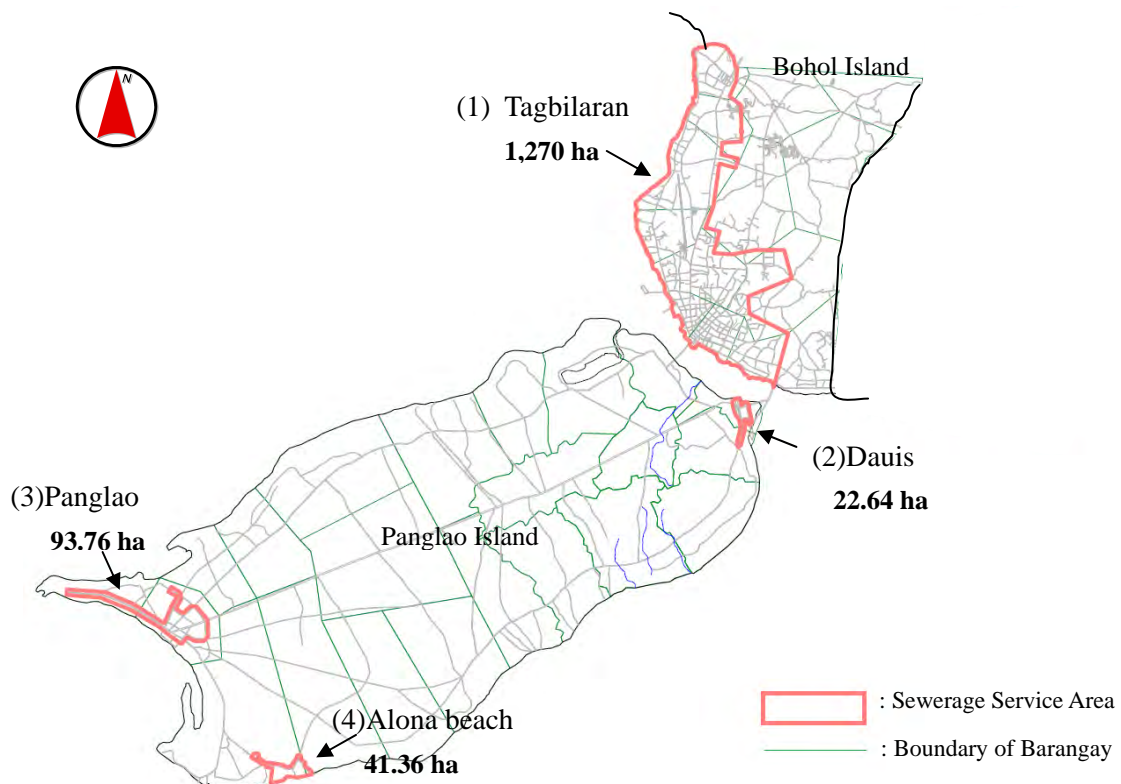 N
Bohol Island
(1) Tagbilaran
1,270 ha
(2)Dauis
22.64 ha
(3)Panglao
93.76 ha
Panglao Island
(4)Alona beach
41.36 ha
: Sewerage Service Area
: Boundary of Barangay